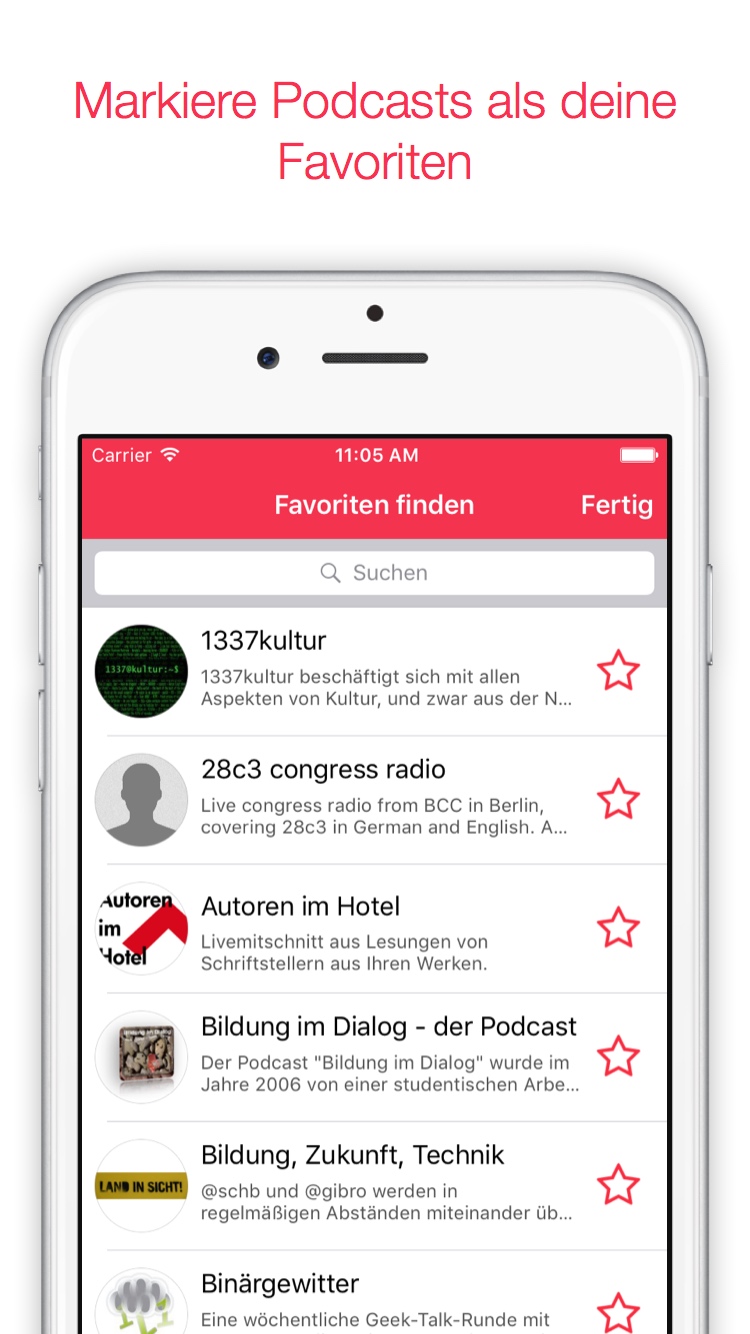 Markiere Podcasts als deine
Favoriten
Carrier
11:05 AM
Favoriten finden
Fertig
Suchen
1337@kultur:~$
1337kultur
1337kultur beschäftigt sich mit allen
Aspekten von Kultur, und zwar aus der N...
28c3 congress radio
Live congress radio from BCC in Berlin,
covering 28c3 in German and English. A...
Autoren
im
Hotel
Autoren im Hotel
Livemitschnitt aus Lesungen von
Schriftstellern aus Ihren Werken.
Bildung im Dialog - der Podcast
Der Podcast "Bildung im Dialog" wurde im
Jahre 2006 von einer studentischen Arbe...
LAND IN SICHT!
Bildung, Zukunft, Technik
@schb und @gibro werden in
regelmäßigen Abständen miteinander üb...
Binärgewitter
Eine wöchentliche Geek-Talk-Runde mit